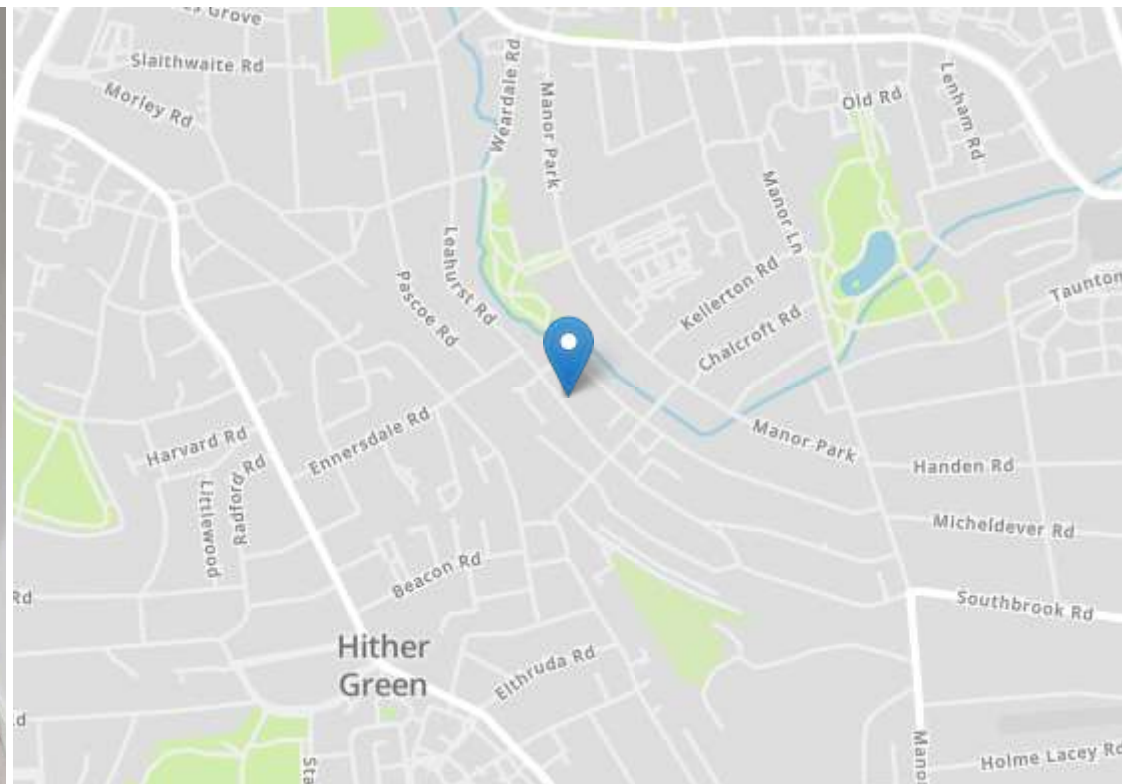 Grove
Slaithwaite Rd
Morley Rd
Weardale Rd
Manor Park
Old Rd
Lenham Rd
Manor Ln
Leahurst Rd
Pascoe Rd
Kellerton Rd
Chalcroft Rd
Taunton
Harvard Rd
Ennersdale Rd
Manor Park
Radford Rd
Littlewood
Handen Rd
Micheldever Rd
Beacon Rd
Rd
Southbrook Rd
Hither
Green
Elthruda Rd
Holme Lacey Rd